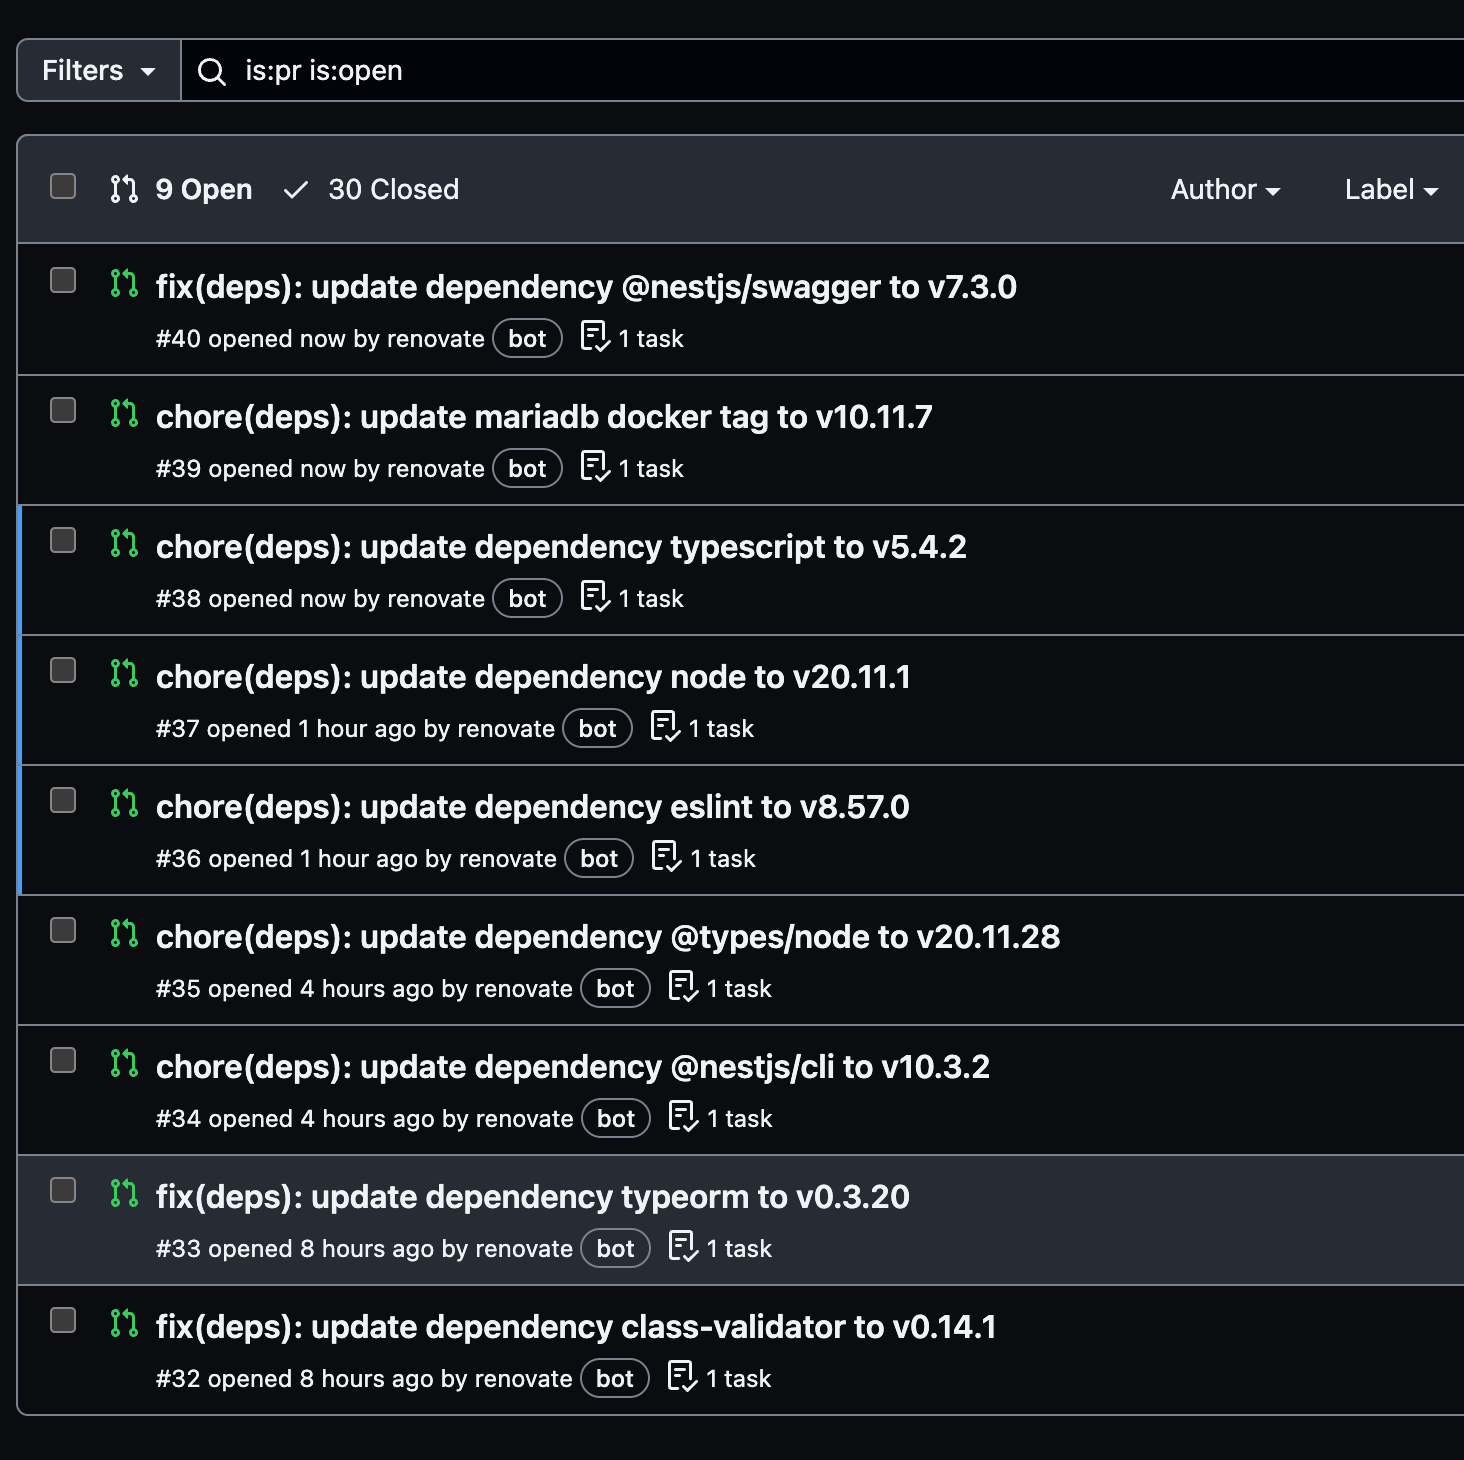 Filters is:pr is:open
9 Open 30 Closed Author Label
fix(deps): update dependency @nestjs/swagger to v7.3.0
#40 opened now by renovate bot 1 task
chore(deps): update mariadb docker tag to v10.11.7
#39 opened now by renovate bot 1 task
chore(deps): update dependency typescript to v5.4.2
#38 opened now by renovate bot 1 task
chore(deps): update dependency node to v20.11.1
#37 opened 1 hour ago by renovate bot 1 task
chore(deps): update dependency eslint to v8.57.0
#36 opened 1 hour ago by renovate bot 1 task
chore(deps): update dependency @types/node to v20.11.28
#35 opened 4 hours ago by renovate bot 1 task
chore(deps): update dependency @nestjs/cli to v10.3.2
#34 opened 4 hours ago by renovate bot 1 task
fix(deps): update dependency typeorm to v0.3.20
#33 opened 8 hours ago by renovate bot 1 task
fix(deps): update dependency class-validator to v0.14.1
#32 opened 8 hours ago by renovate bot 1 task